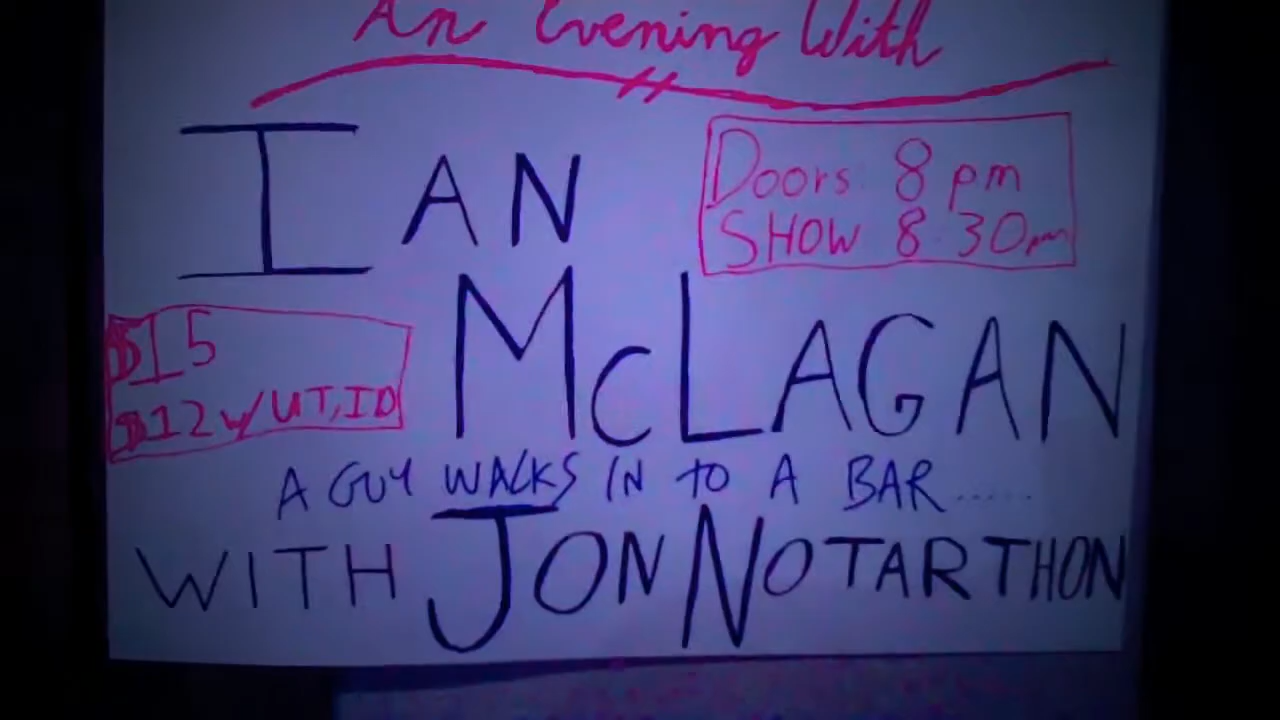 An Evening With
IAN
Doors 8 pm
SHOW 8:30pm
McLAGAN
$15
$12 w/ UT, ID
A GUY WALKS IN TO A BAR......
WITH JON NOTARTHON